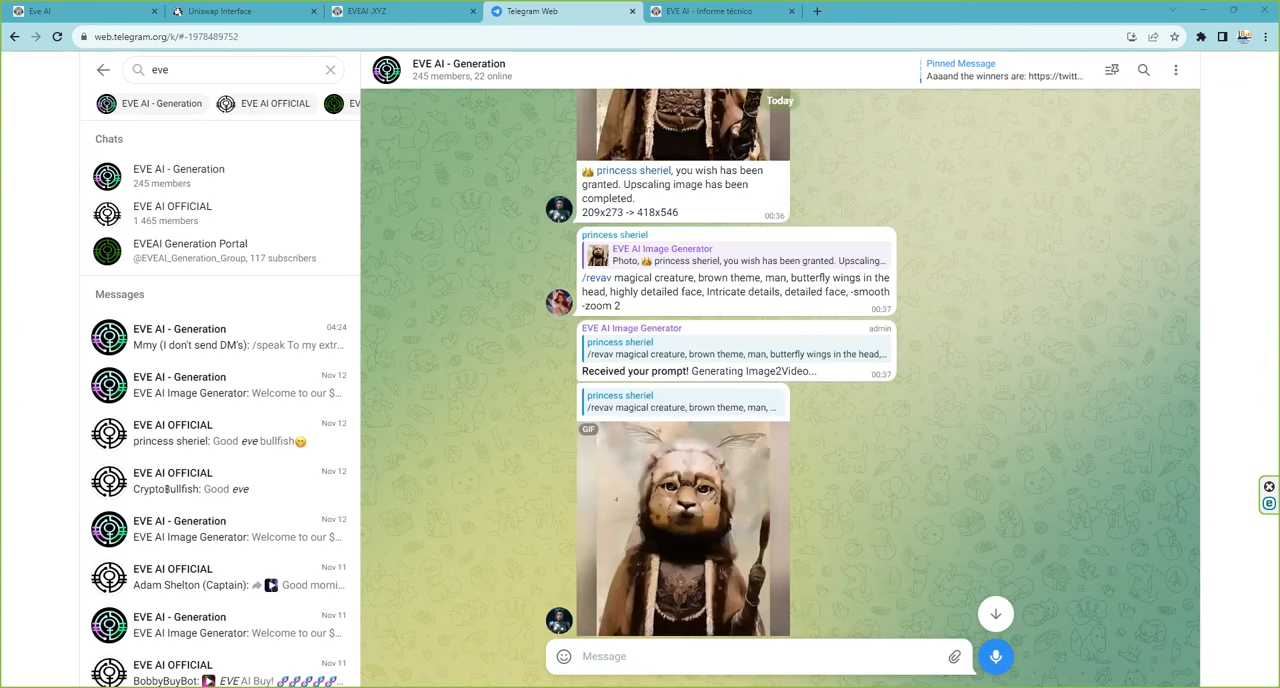 Eve AI
Uniswap Interface
EVEAI .XYZ
Telegram Web
EVE AI - Informe técnico
web.telegram.org/k/#-1978489752
eve
EVE AI - Generation
EVE AI OFFICIAL
EV
Chats
EVE AI - Generation
245 members
EVE AI OFFICIAL
1 465 members
EVEAI Generation Portal
@EVEAI_Generation_Group, 117 subscribers
Messages
EVE AI - Generation 04:24
Mmy (I don't send DM's): /speak To my extr...
EVE AI - Generation Nov 12
EVE AI Image Generator: Welcome to our $...
EVE AI OFFICIAL Nov 12
princess sheriel: Good eve bullfish
EVE AI OFFICIAL Nov 12
Crypto₿ullfish: Good eve
EVE AI - Generation Nov 12
EVE AI Image Generator: Welcome to our $...
EVE AI OFFICIAL Nov 11
Adam Shelton (Captain): Good morni...
EVE AI - Generation Nov 11
EVE AI Image Generator: Welcome to our $...
EVE AI OFFICIAL Nov 11
BobbyBuyBot: EVE AI Buy!
EVE AI - Generation
245 members, 22 online
Pinned Message
Aaaand the winners are: https://twitt...
Today
princess sheriel, you wish has been
granted. Upscaling image has been
completed.
209x273 -> 418x546 00:36
princess sheriel
EVE AI Image Generator
Photo, princess sheriel, you wish has been granted. Upscaling...
/revav magical creature, brown theme, man, butterfly wings in the
head, highly detailed face, Intricate details, detailed face, -smooth
-zoom 2 00:37
EVE AI Image Generator admin
princess sheriel
/revav magical creature, brown theme, man, butterfly wings in the head,...
Received your prompt! Generating Image2Video... 00:37
princess sheriel
/revav magical creature, brown theme, man, ...
GIF
Message